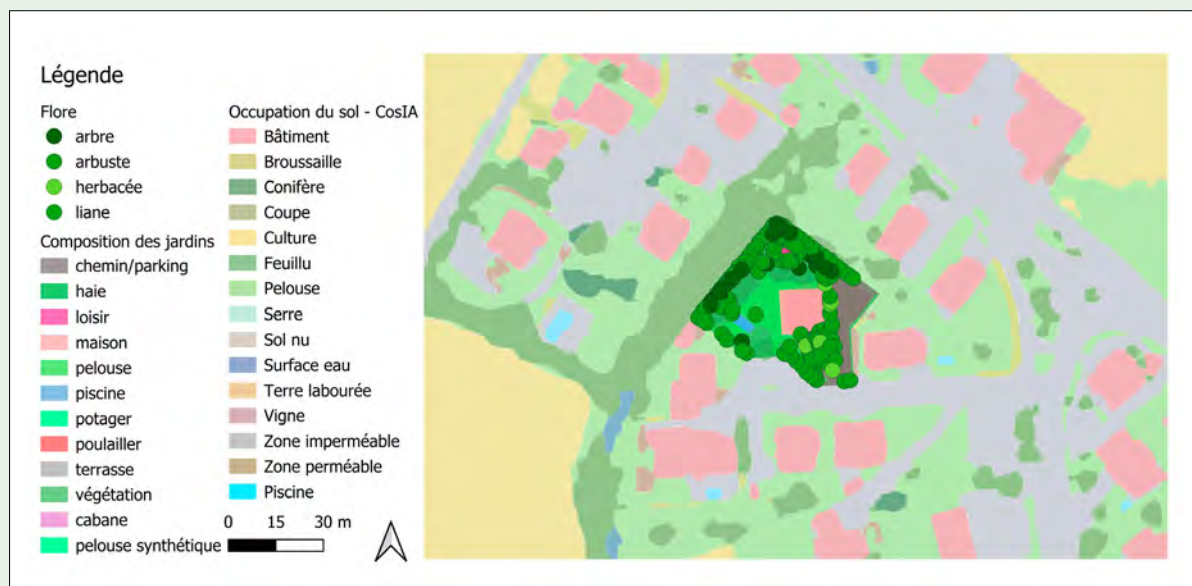 Légende
Flore
arbre
arbuste
herbacée
liane
Composition des jardins
chemin/parking
haie
loisir
maison
pelouse
piscine
potager
poulailler
terrasse
végétation
cabane
pelouse synthétique
Occupation du sol - CosIA
Bâtiment
Broussaille
Conifère
Coupe
Culture
Feuillu
Pelouse
Serre
Sol nu
Surface eau
Terre labourée
Vigne
Zone imperméable
Zone perméable
Piscine
0 15 30 m